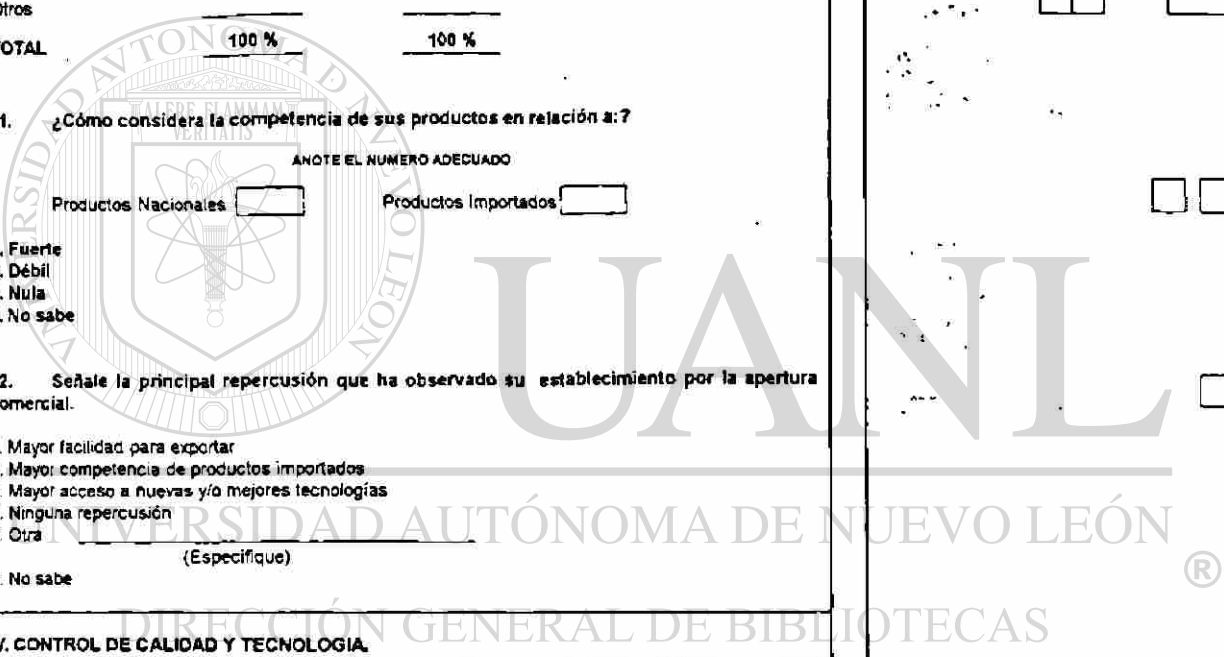 tros
OTAL 100 % 100 %
1. ¿Cómo considera la competencia de sus productos en relación a:?
ANOTE EL NUMERO ADECUADO
Productos Nacionales Productos Importados
. Fuerte
. Débil
. Nula
. No sabe
2. Señale la principal repercusión que ha observado su establecimiento por la apertura
omercial.
. Mayor facilidad para exportar
. Mayor competencia de productos importados
. Mayor acceso a nuevas y/o mejores tecnologías
. Ninguna repercusión
. Otra
(Especifique)
. No sabe
V. CONTROL DE CALIDAD Y TECNOLOGIA.
UANL
UNIVERSIDAD AUTÓNOMA DE NUEVO LEÓN
®
DIRECCIÓN GENERAL DE BIBLIOTECAS
UNIVERSIDAD AVTONOMA DE NVEVO LEON
ALERE FLAMMAM
VERITATIS